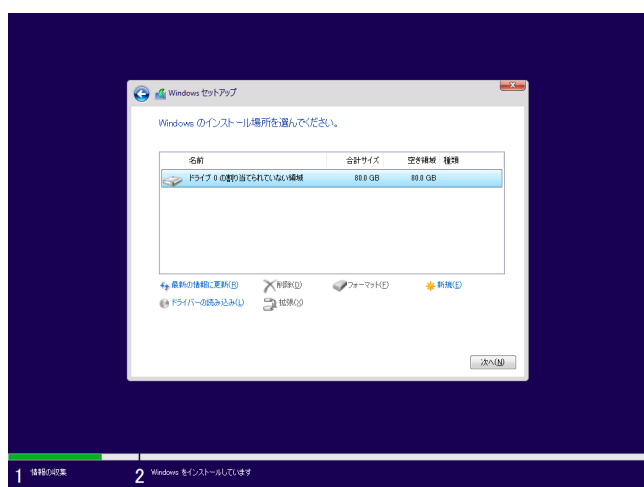 Windows セットアップ
Windows のインストール場所を選んでください。
名前 合計サイズ 空き領域 種類
ドライブ 0 の割り当てられていない領域 80.0 GB 80.0 GB
最新の情報に更新(R) 削除(D) フォーマット(F) 新規(E)
ドライバーの読み込み(L) 拡張(X)
次へ(N)
1 情報の収集 2 Windows をインストールしています